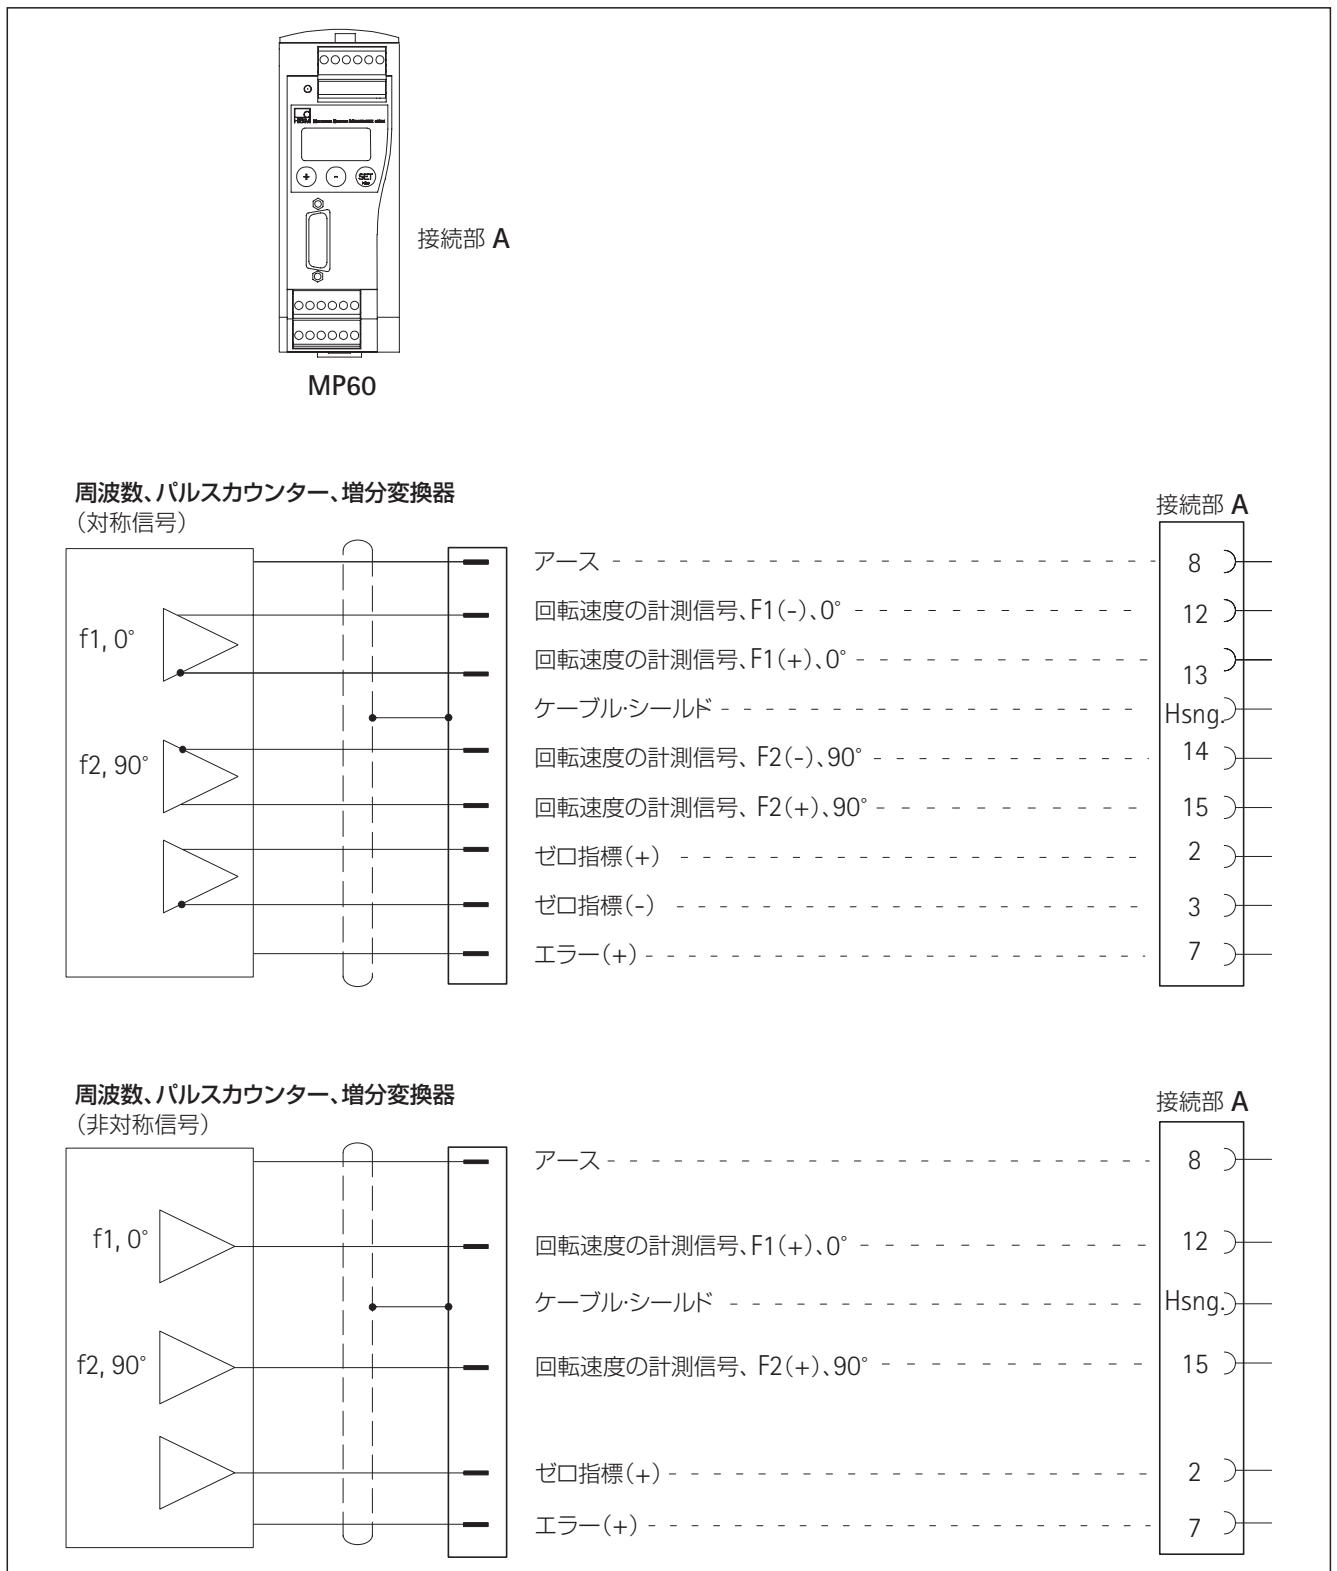 HBM
+
-
SET
接続部 A
MP60
周波数、パルスカウンター、増分変換器
（対称信号）
接続部 A
f1, 0°
f2, 90°
アース 8
回転速度の計測信号、F1(-)、0° 12
回転速度の計測信号、F1(+)、0° 13
ケーブル・シールド Hsng.
回転速度の計測信号、F2(-)、90° 14
回転速度の計測信号、F2(+)、90° 15
ゼロ指標(+) 2
ゼロ指標(-) 3
エラー(+) 7
周波数、パルスカウンター、増分変換器
（非対称信号）
接続部 A
f1, 0°
f2, 90°
アース 8
回転速度の計測信号、F1(+)、0° 12
ケーブル・シールド Hsng.
回転速度の計測信号、F2(+)、90° 15
ゼロ指標(+) 2
エラー(+) 7